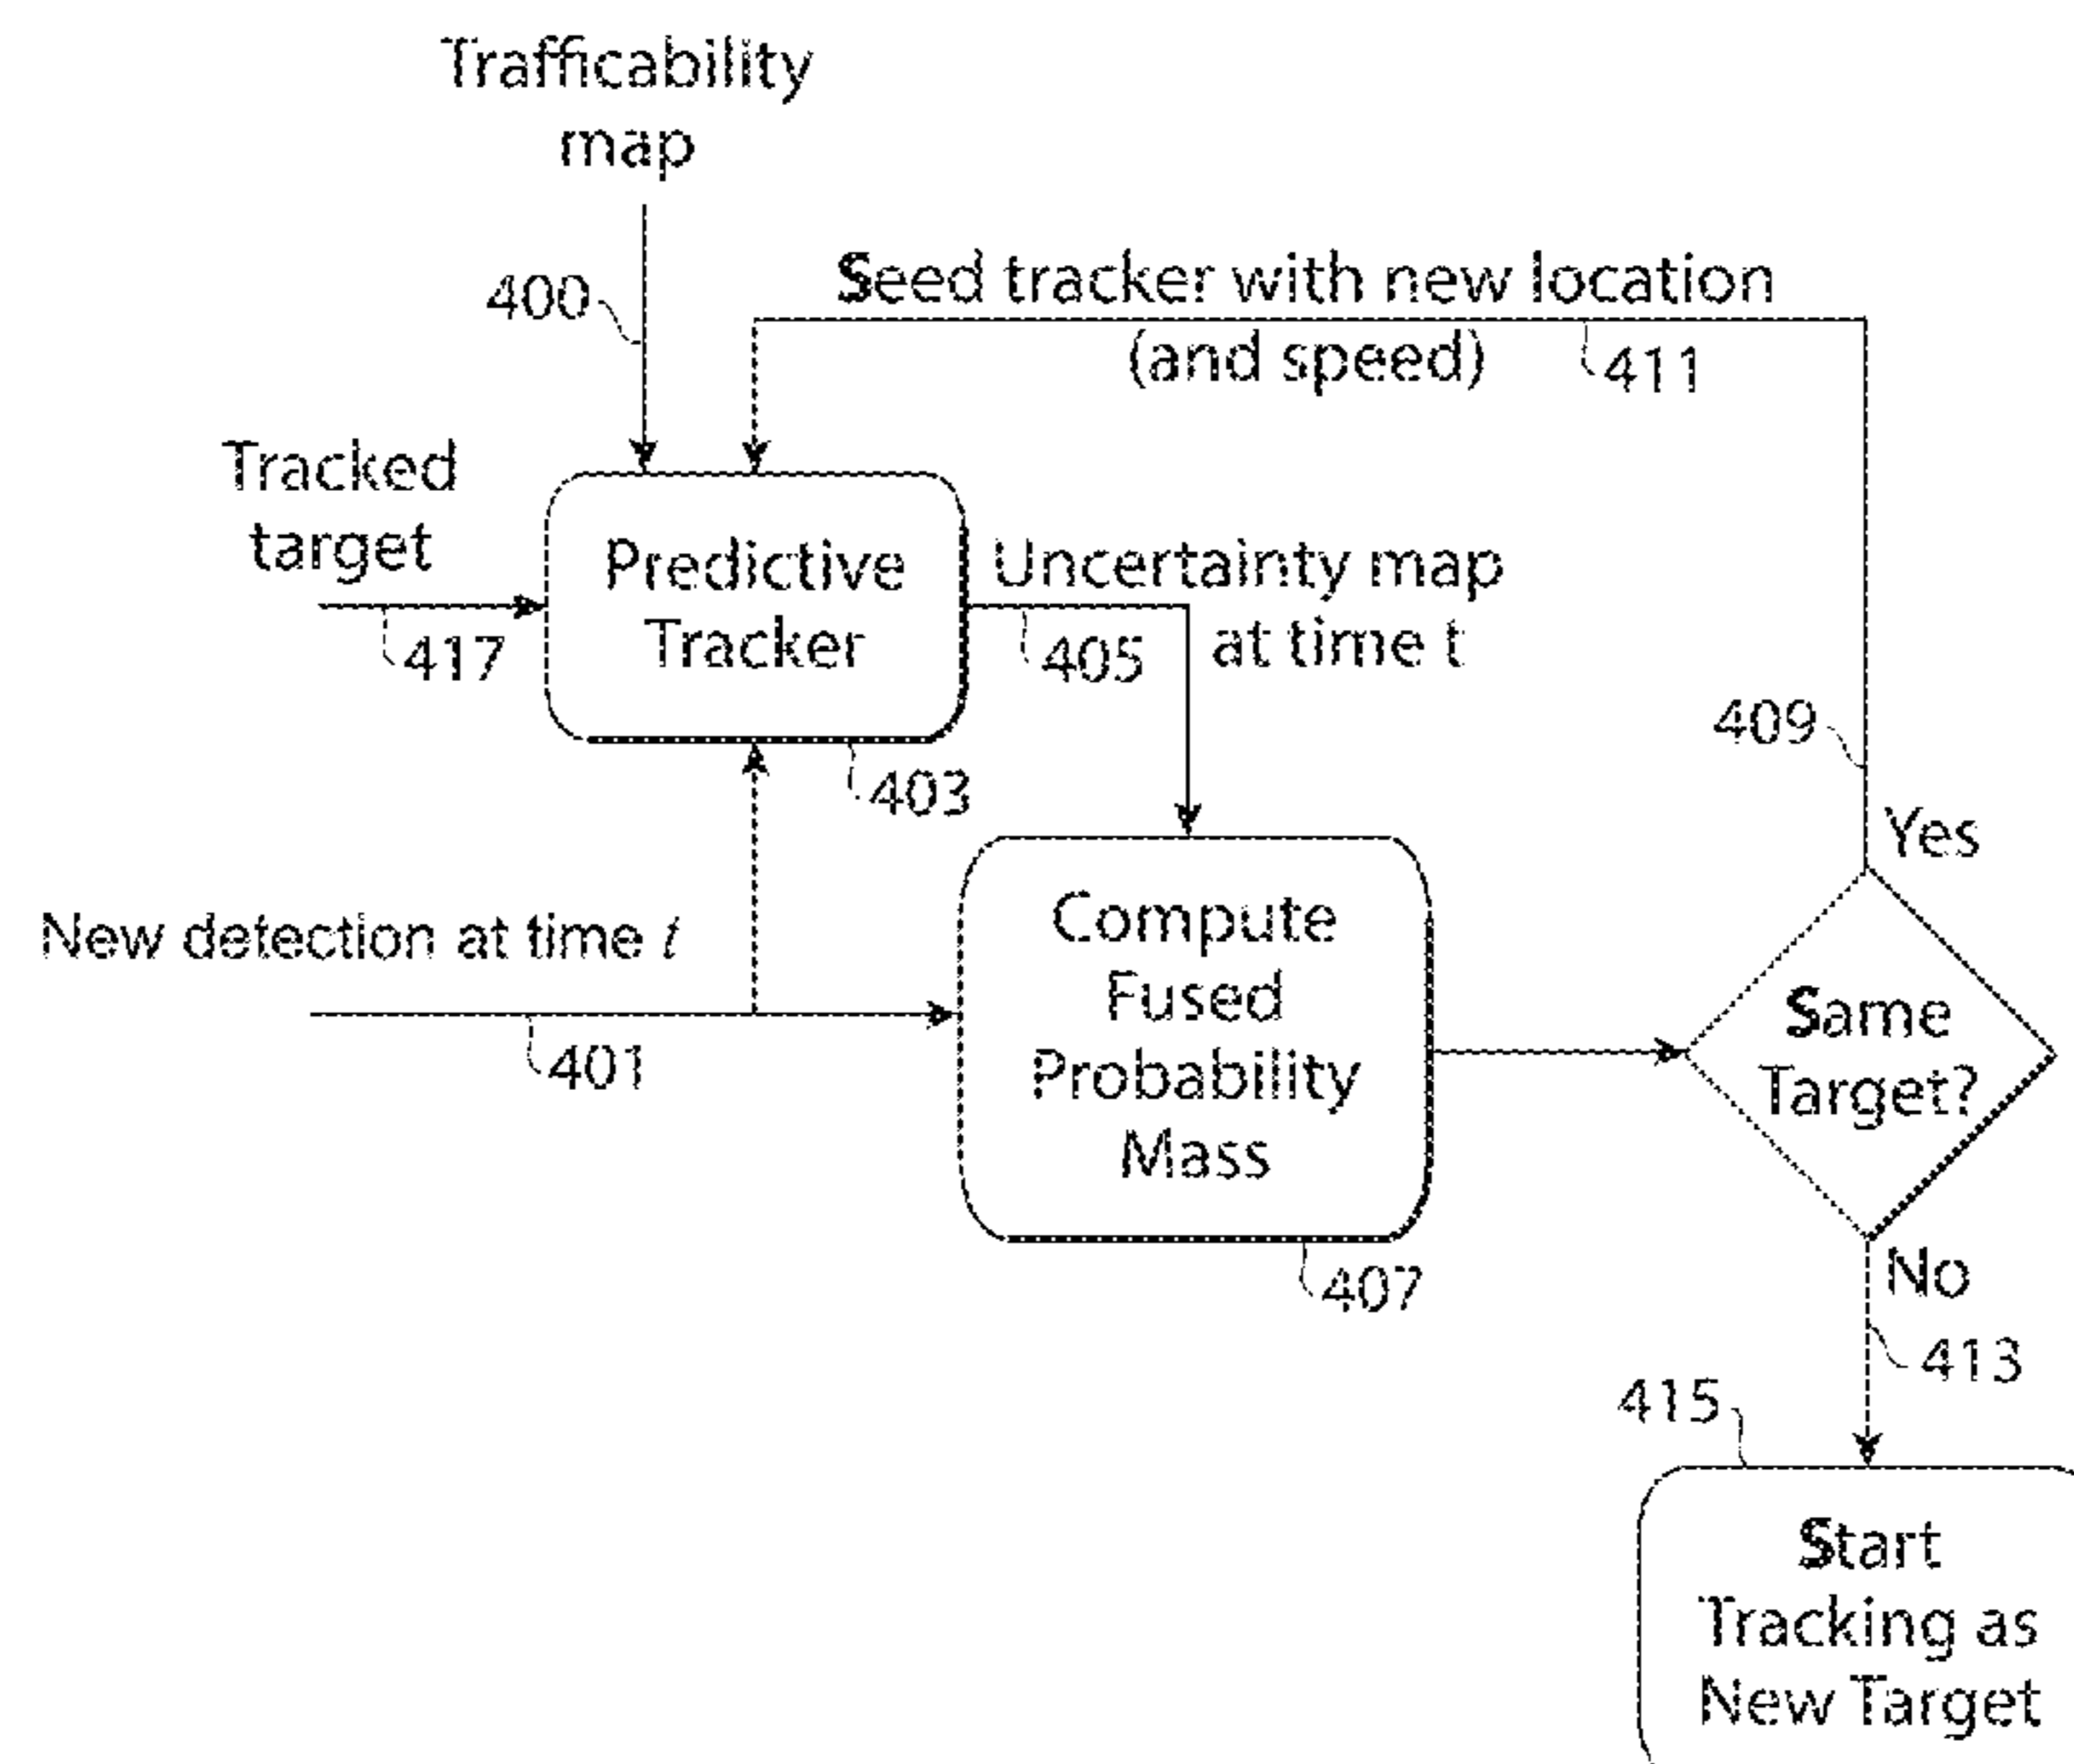 Trafficability
map
400
Seed tracker with new location
(and speed)
411
Tracked
target
417
Predictive
Tracker
403
Uncertainty map
at time t
405
409
Yes
New detection at time t
401
Compute
Fused
Probability
Mass
407
Same
Target?
No
413
415
Start
Tracking as
New Target